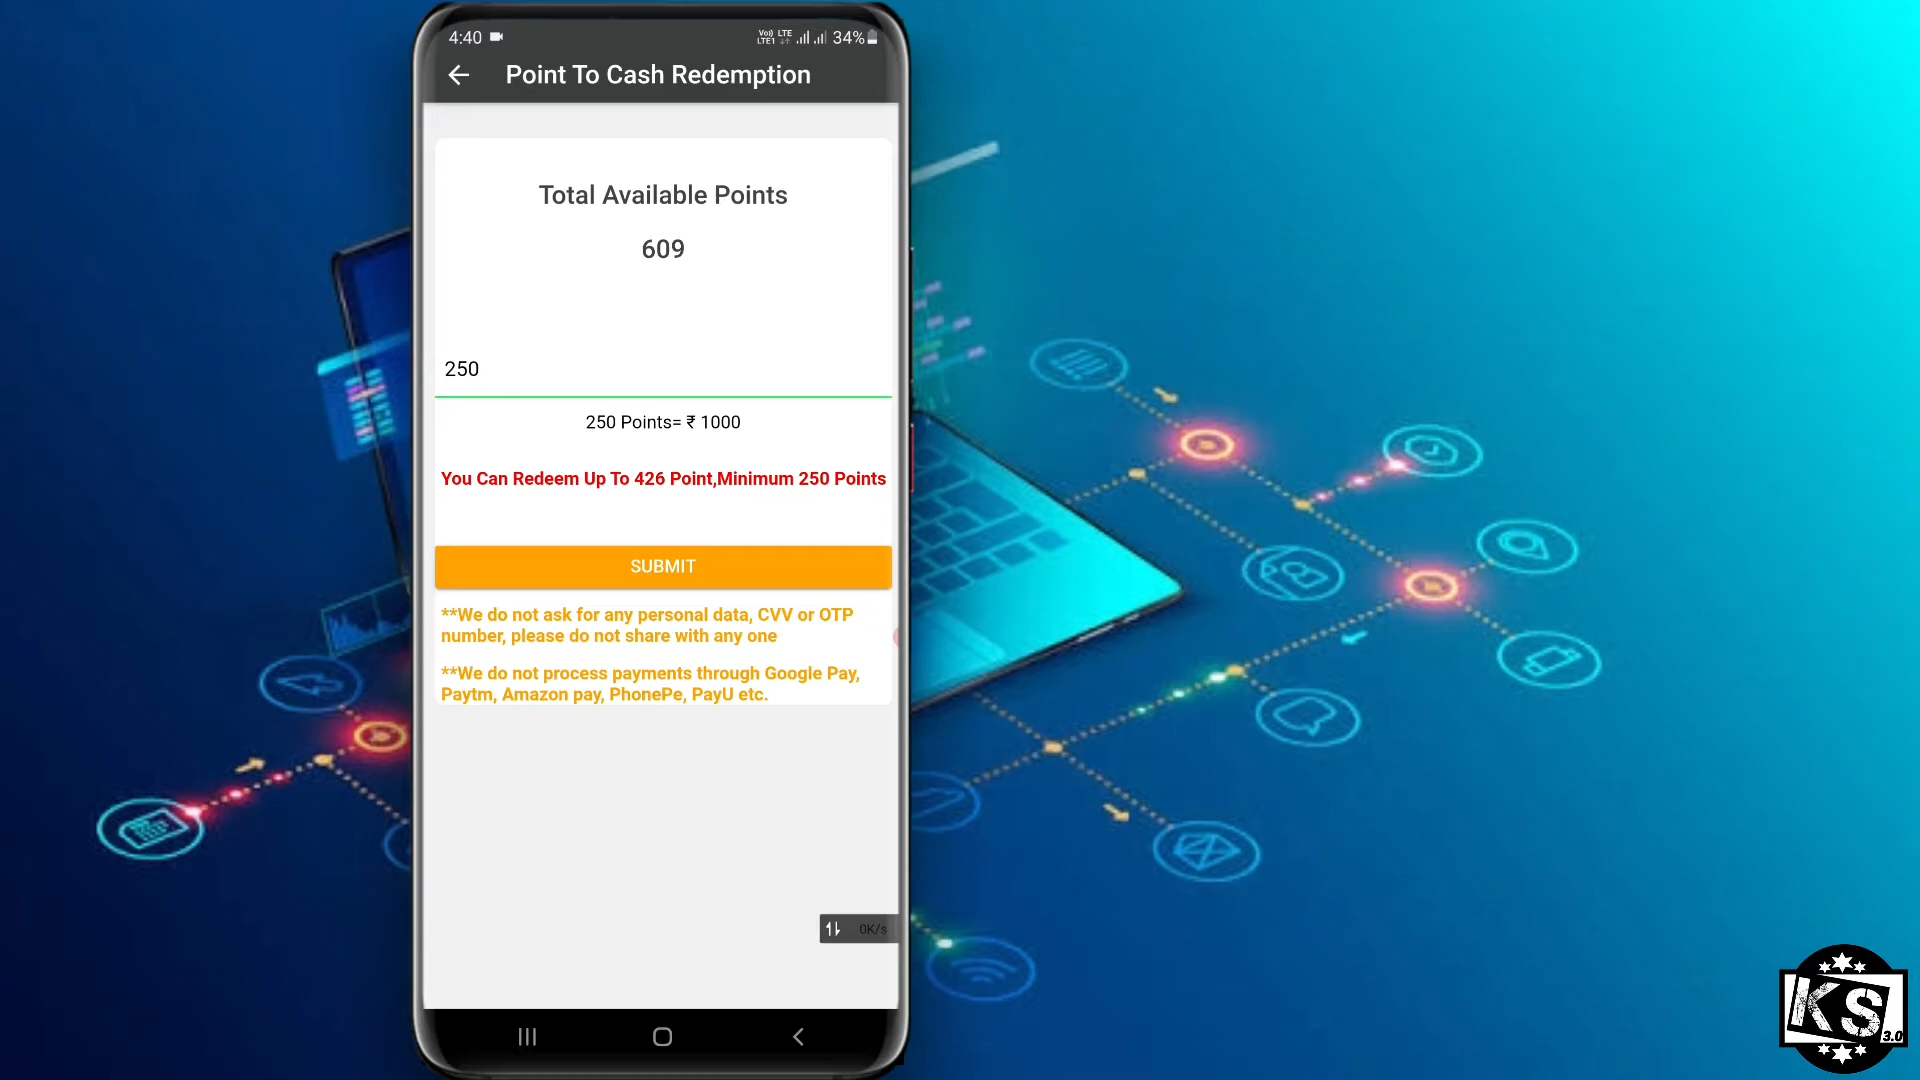 4:40
Vo)) LTE
LTE1
34%
Point To Cash Redemption
Total Available Points
609
250
250 Points= ₹ 1000
You Can Redeem Up To 426 Point,Minimum 250 Points
SUBMIT
**We do not ask for any personal data, CVV or OTP
number, please do not share with any one
**We do not process payments through Google Pay,
Paytm, Amazon pay, PhonePe, PayU etc.
0K/s
KS
3.0